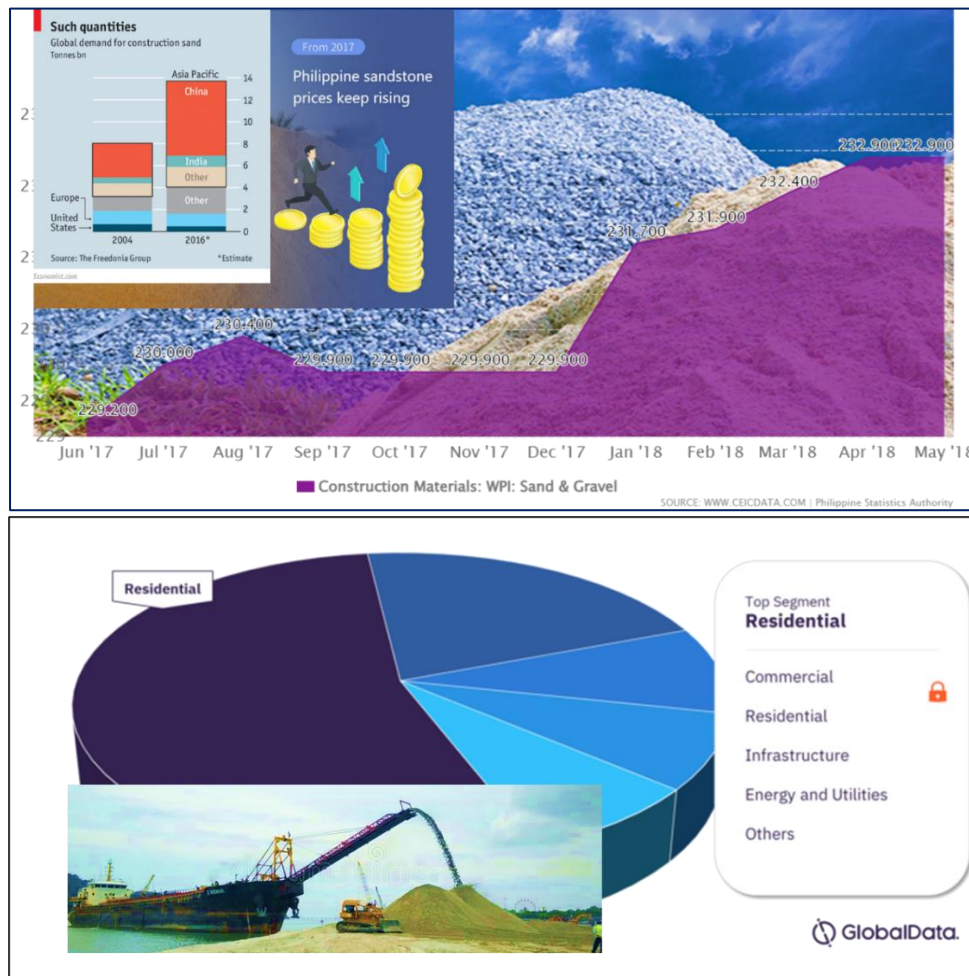 Such quantities
Global demand for construction sand
Tonnes bn
Asia Pacific
China
India
Other
Other
14
12
10
8
6
4
2
0
Europe
United
States
2004
2016*
Source: The Freedonia Group
*Estimate
Economist.com
From 2017
Philippine sandstone
prices keep rising
229.200
230.000
230.400
229.900
229.900
229.900
229.900
231.700
231.900
232.400
232.900
232.900
229
Jun '17
Jul '17
Aug '17
Sep '17
Oct '17
Nov '17
Dec '17
Jan '18
Feb '18
Mar '18
Apr '18
May '18
Construction Materials: WPI: Sand & Gravel
SOURCE: WWW.CEICDATA.COM | Philippine Statistics Authority
Residential
Top Segment
Residential
Commercial
Residential
Infrastructure
Energy and Utilities
Others
GlobalData.